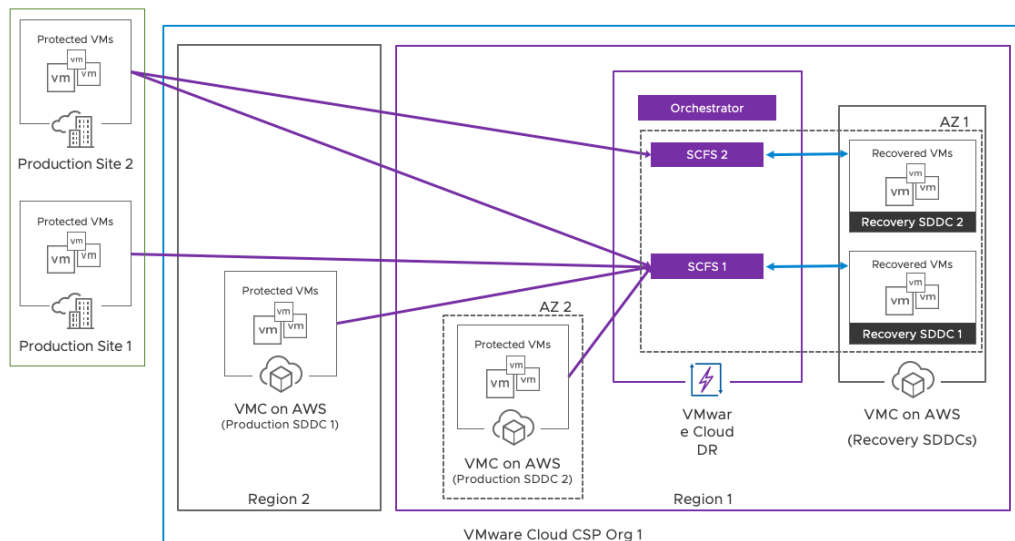 Protected VMs
vm
vm
vm
Production Site 2
Protected VMs
vm
vm
vm
Production Site 1
Protected VMs
vm
vm
vm
VMC on AWS
(Production SDDC 1)
Region 2
AZ 2
Protected VMs
vm
vm
vm
VMC on AWS
(Production SDDC 2)
Orchestrator
SCFS 2
SCFS 1
VMwar
e Cloud
DR
AZ 1
Recovered VMs
vm
vm
vm
Recovery SDDC 2
Recovered VMs
vm
vm
vm
Recovery SDDC 1
VMC on AWS
(Recovery SDDCs)
Region 1
VMware Cloud CSP Org 1